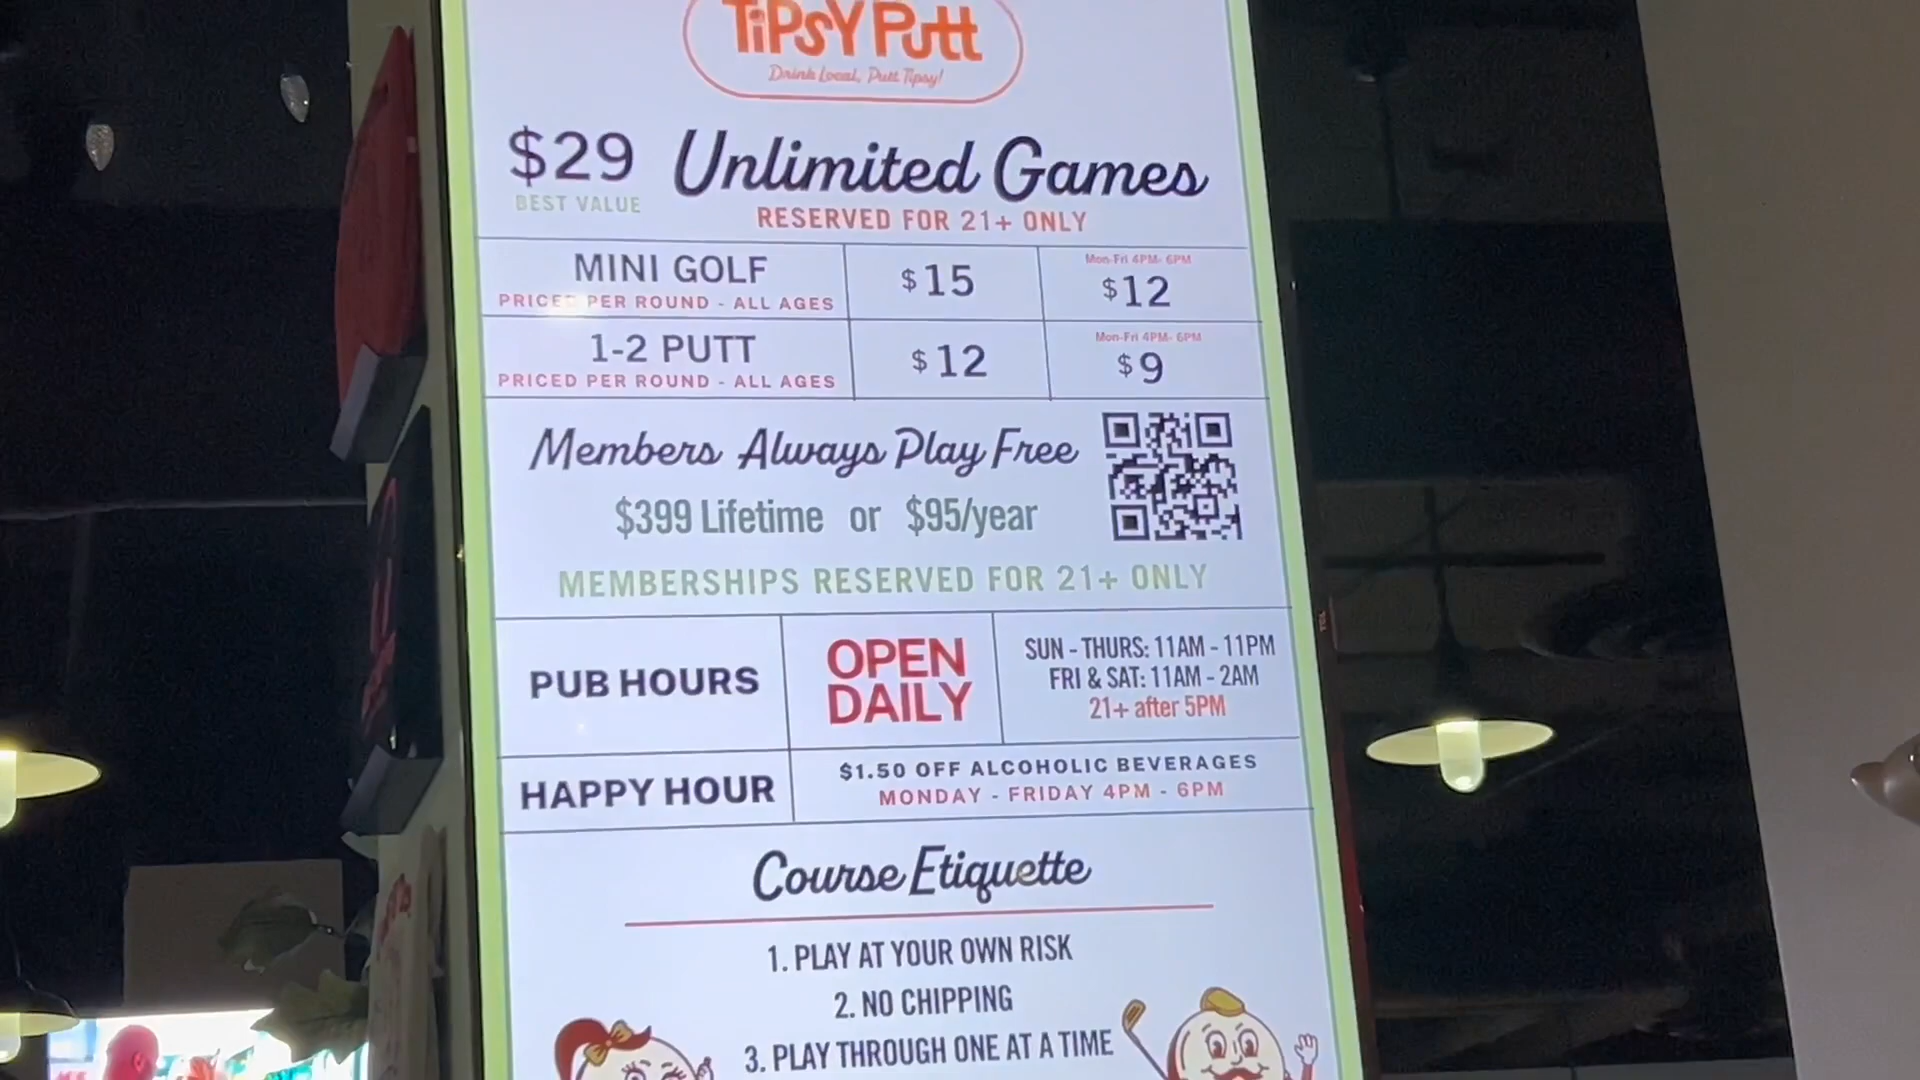 TiPSY Putt
Drink Local, Putt Tipsy!
$29 Unlimited Games
BEST VALUE
RESERVED FOR 21+ ONLY
MINI GOLF
PRICED PER ROUND - ALL AGES
$15
Mon-Fri 4PM- 6PM
$12
1-2 PUTT
PRICED PER ROUND - ALL AGES
$12
Mon-Fri 4PM- 6PM
$9
Members Always Play Free
$399 Lifetime or $95/year
MEMBERSHIPS RESERVED FOR 21+ ONLY
PUB HOURS
OPEN
DAILY
SUN - THURS: 11AM - 11PM
FRI & SAT: 11AM - 2AM
21+ after 5PM
HAPPY HOUR
$1.50 OFF ALCOHOLIC BEVERAGES
MONDAY - FRIDAY 4PM - 6PM
Course Etiquette
1. PLAY AT YOUR OWN RISK
2. NO CHIPPING
3. PLAY THROUGH ONE AT A TIME